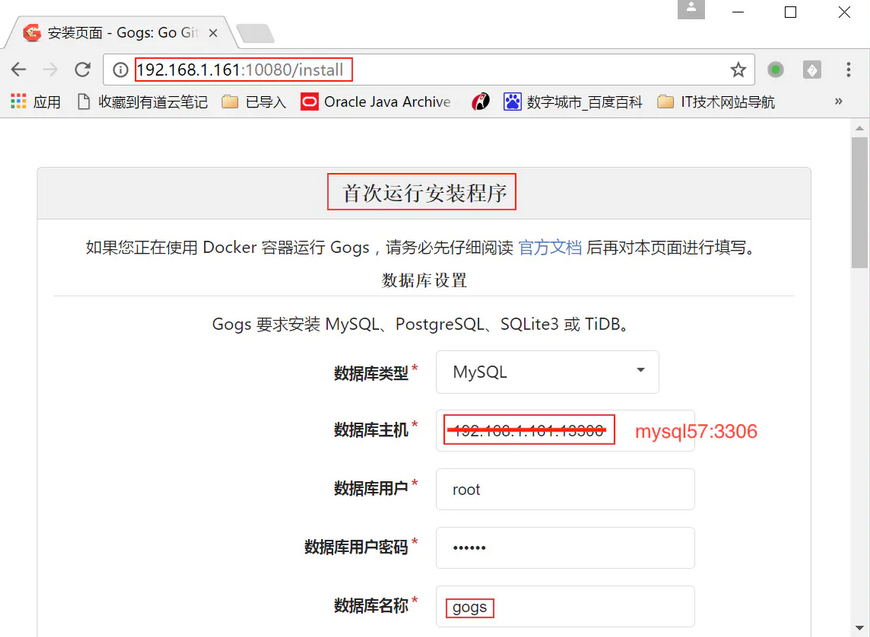 安装页面 - Gogs: Go Git
192.168.1.161:10080/install
应用 收藏到有道云笔记 已导入 Oracle Java Archive 数字城市_百度百科 IT技术网站导航 »
首次运行安装程序
如果您正在使用 Docker 容器运行 Gogs，请务必先仔细阅读 官方文档 后再对本页面进行填写。
数据库设置
Gogs 要求安装 MySQL、PostgreSQL、SQLite3 或 TiDB。
数据库类型* MySQL
数据库主机* mysql57:3306
数据库用户* root
数据库用户密码* ••••••
数据库名称* gogs